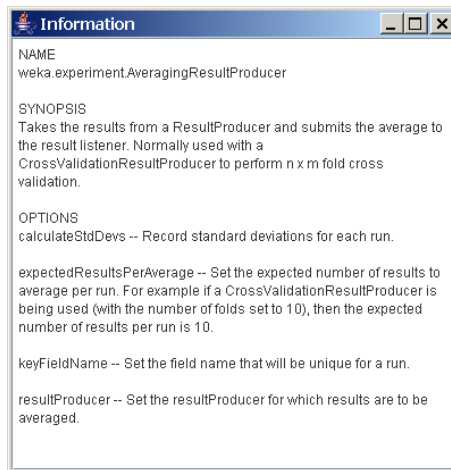 Information
NAME
weka.experiment.AveragingResultProducer
SYNOPSIS
Takes the results from a ResultProducer and submits the average to
the result listener. Normally used with a
CrossValidationResultProducer to perform n x m fold cross
validation.
OPTIONS
calculateStdDevs -- Record standard deviations for each run.
expectedResultsPerAverage -- Set the expected number of results to
average per run. For example if a CrossValidationResultProducer is
being used (with the number of folds set to 10), then the expected
number of results per run is 10.
keyFieldName -- Set the field name that will be unique for a run.
resultProducer -- Set the resultProducer for which results are to be
averaged.